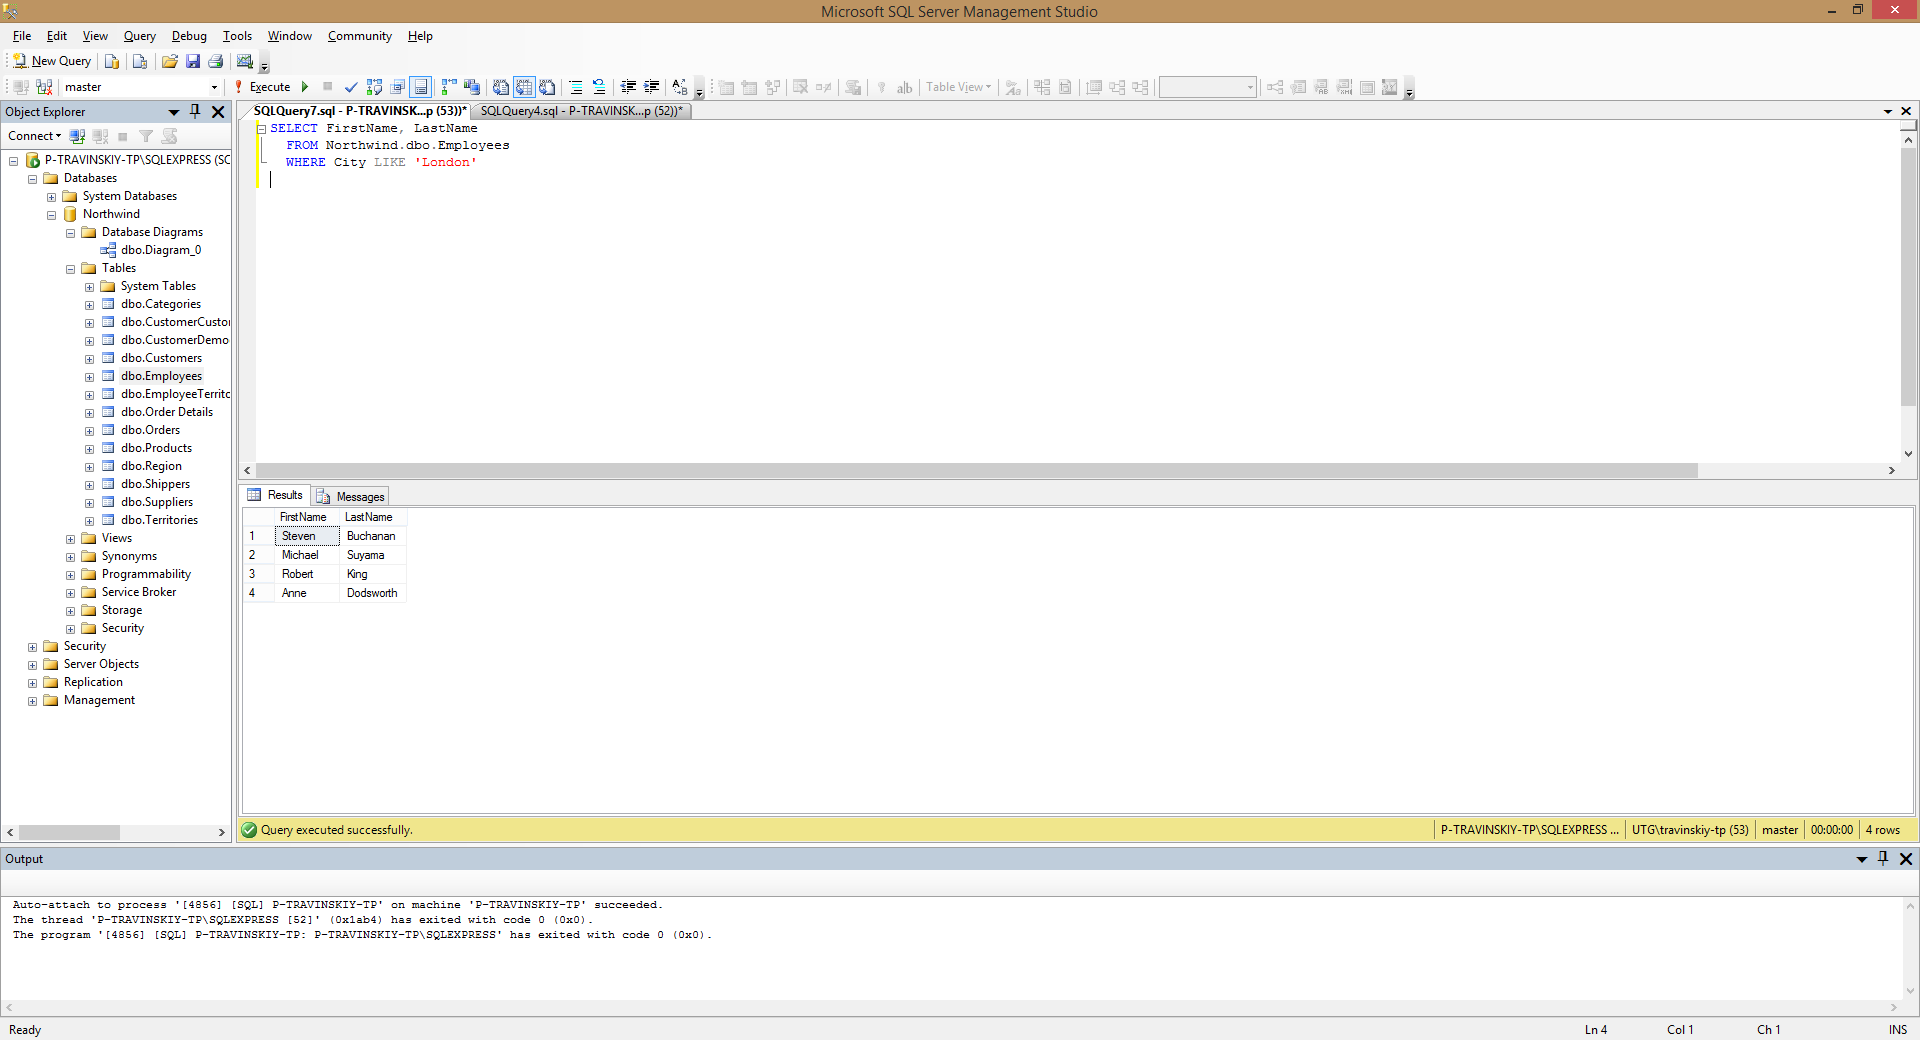 Microsoft SQL Server Management Studio
File Edit View Query Debug Tools Window Community Help
New Query
master Execute Table View
Object Explorer
Connect
P-TRAVINSKIY-TP\SQLEXPRESS (SC
Databases
System Databases
Northwind
Database Diagrams
dbo.Diagram_0
Tables
System Tables
dbo.Categories
dbo.CustomerCustor
dbo.CustomerDemo
dbo.Customers
dbo.Employees
dbo.EmployeeTerritc
dbo.Order Details
dbo.Orders
dbo.Products
dbo.Region
dbo.Shippers
dbo.Suppliers
dbo.Territories
Views
Synonyms
Programmability
Service Broker
Storage
Security
Security
Server Objects
Replication
Management
SQLQuery7.sql - P-TRAVINSK...p (53))* SQLQuery4.sql - P-TRAVINSK...p (52))*
SELECT FirstName, LastName
FROM Northwind.dbo.Employees
WHERE City LIKE 'London'
Results Messages
FirstName LastName
1 Steven Buchanan
2 Michael Suyama
3 Robert King
4 Anne Dodsworth
Query executed successfully. P-TRAVINSKIY-TP\SQLEXPRESS ... UTG\travinskiy-tp (53) master 00:00:00 4 rows
Output
Auto-attach to process '[4856] [SQL] P-TRAVINSKIY-TP' on machine 'P-TRAVINSKIY-TP' succeeded.
The thread 'P-TRAVINSKIY-TP\SQLEXPRESS [52]' (0x1ab4) has exited with code 0 (0x0).
The program '[4856] [SQL] P-TRAVINSKIY-TP: P-TRAVINSKIY-TP\SQLEXPRESS' has exited with code 0 (0x0).
Ready Ln 4 Col 1 Ch 1 INS